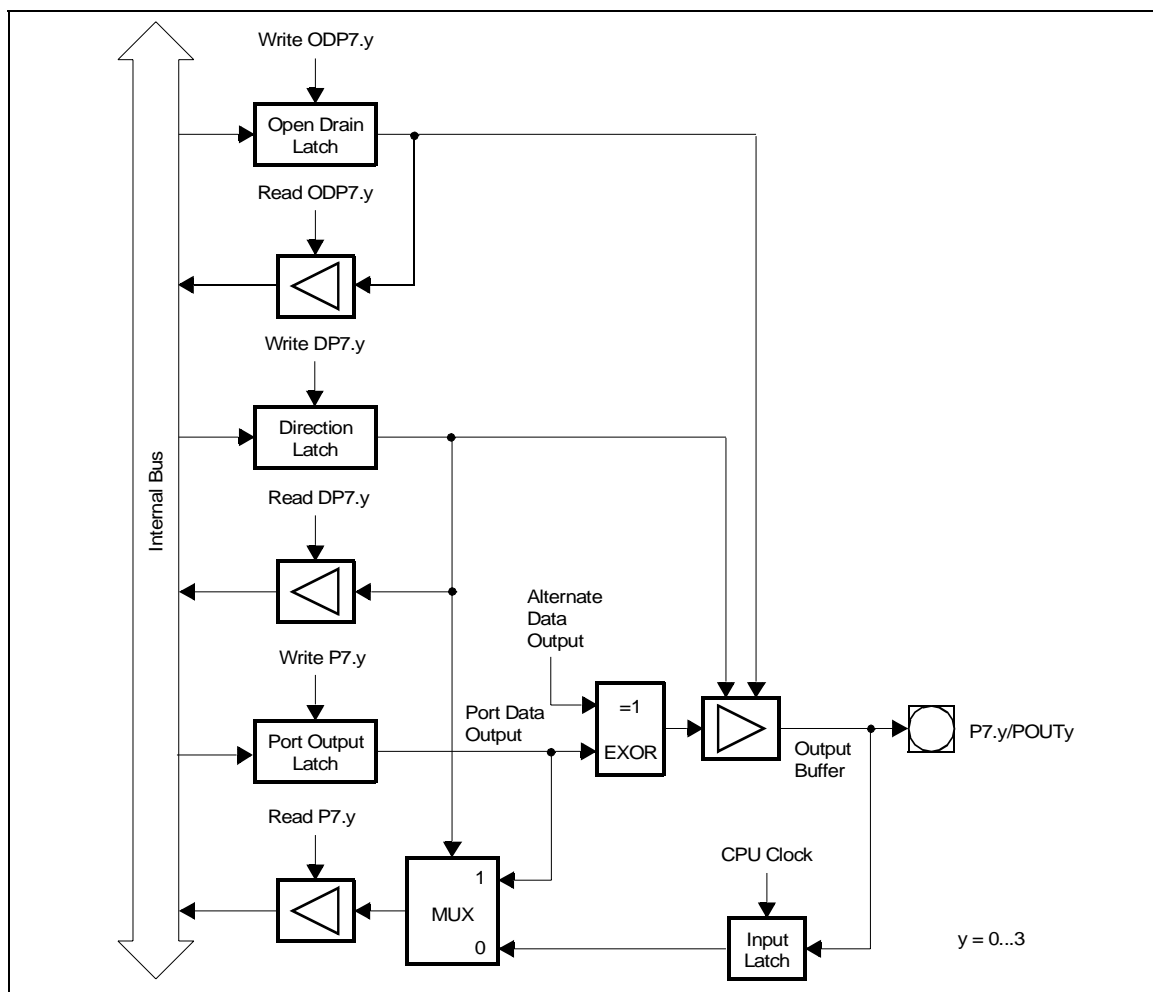 Write ODP7.y
Open Drain
Latch
Read ODP7.y
Write DP7.y
Direction
Latch
Internal Bus
Read DP7.y
Alternate
Data
Output
Write P7.y
Port Data
Output
=1
EXOR
Port Output
Latch
Output
Buffer
P7.y/POUTy
Read P7.y
CPU Clock
1
MUX
0
Input
Latch
y = 0...3